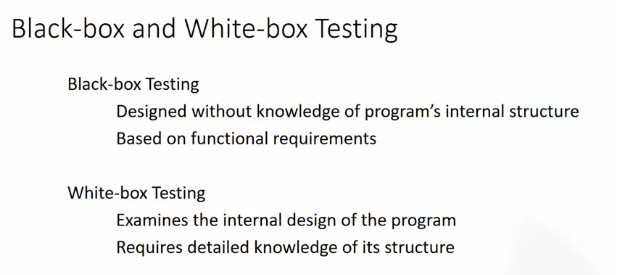 Black-box and White-box Testing
Black-box Testing
Designed without knowledge of program's internal structure
Based on functional requirements
White-box Testing
Examines the internal design of the program
Requires detailed knowledge of its structure